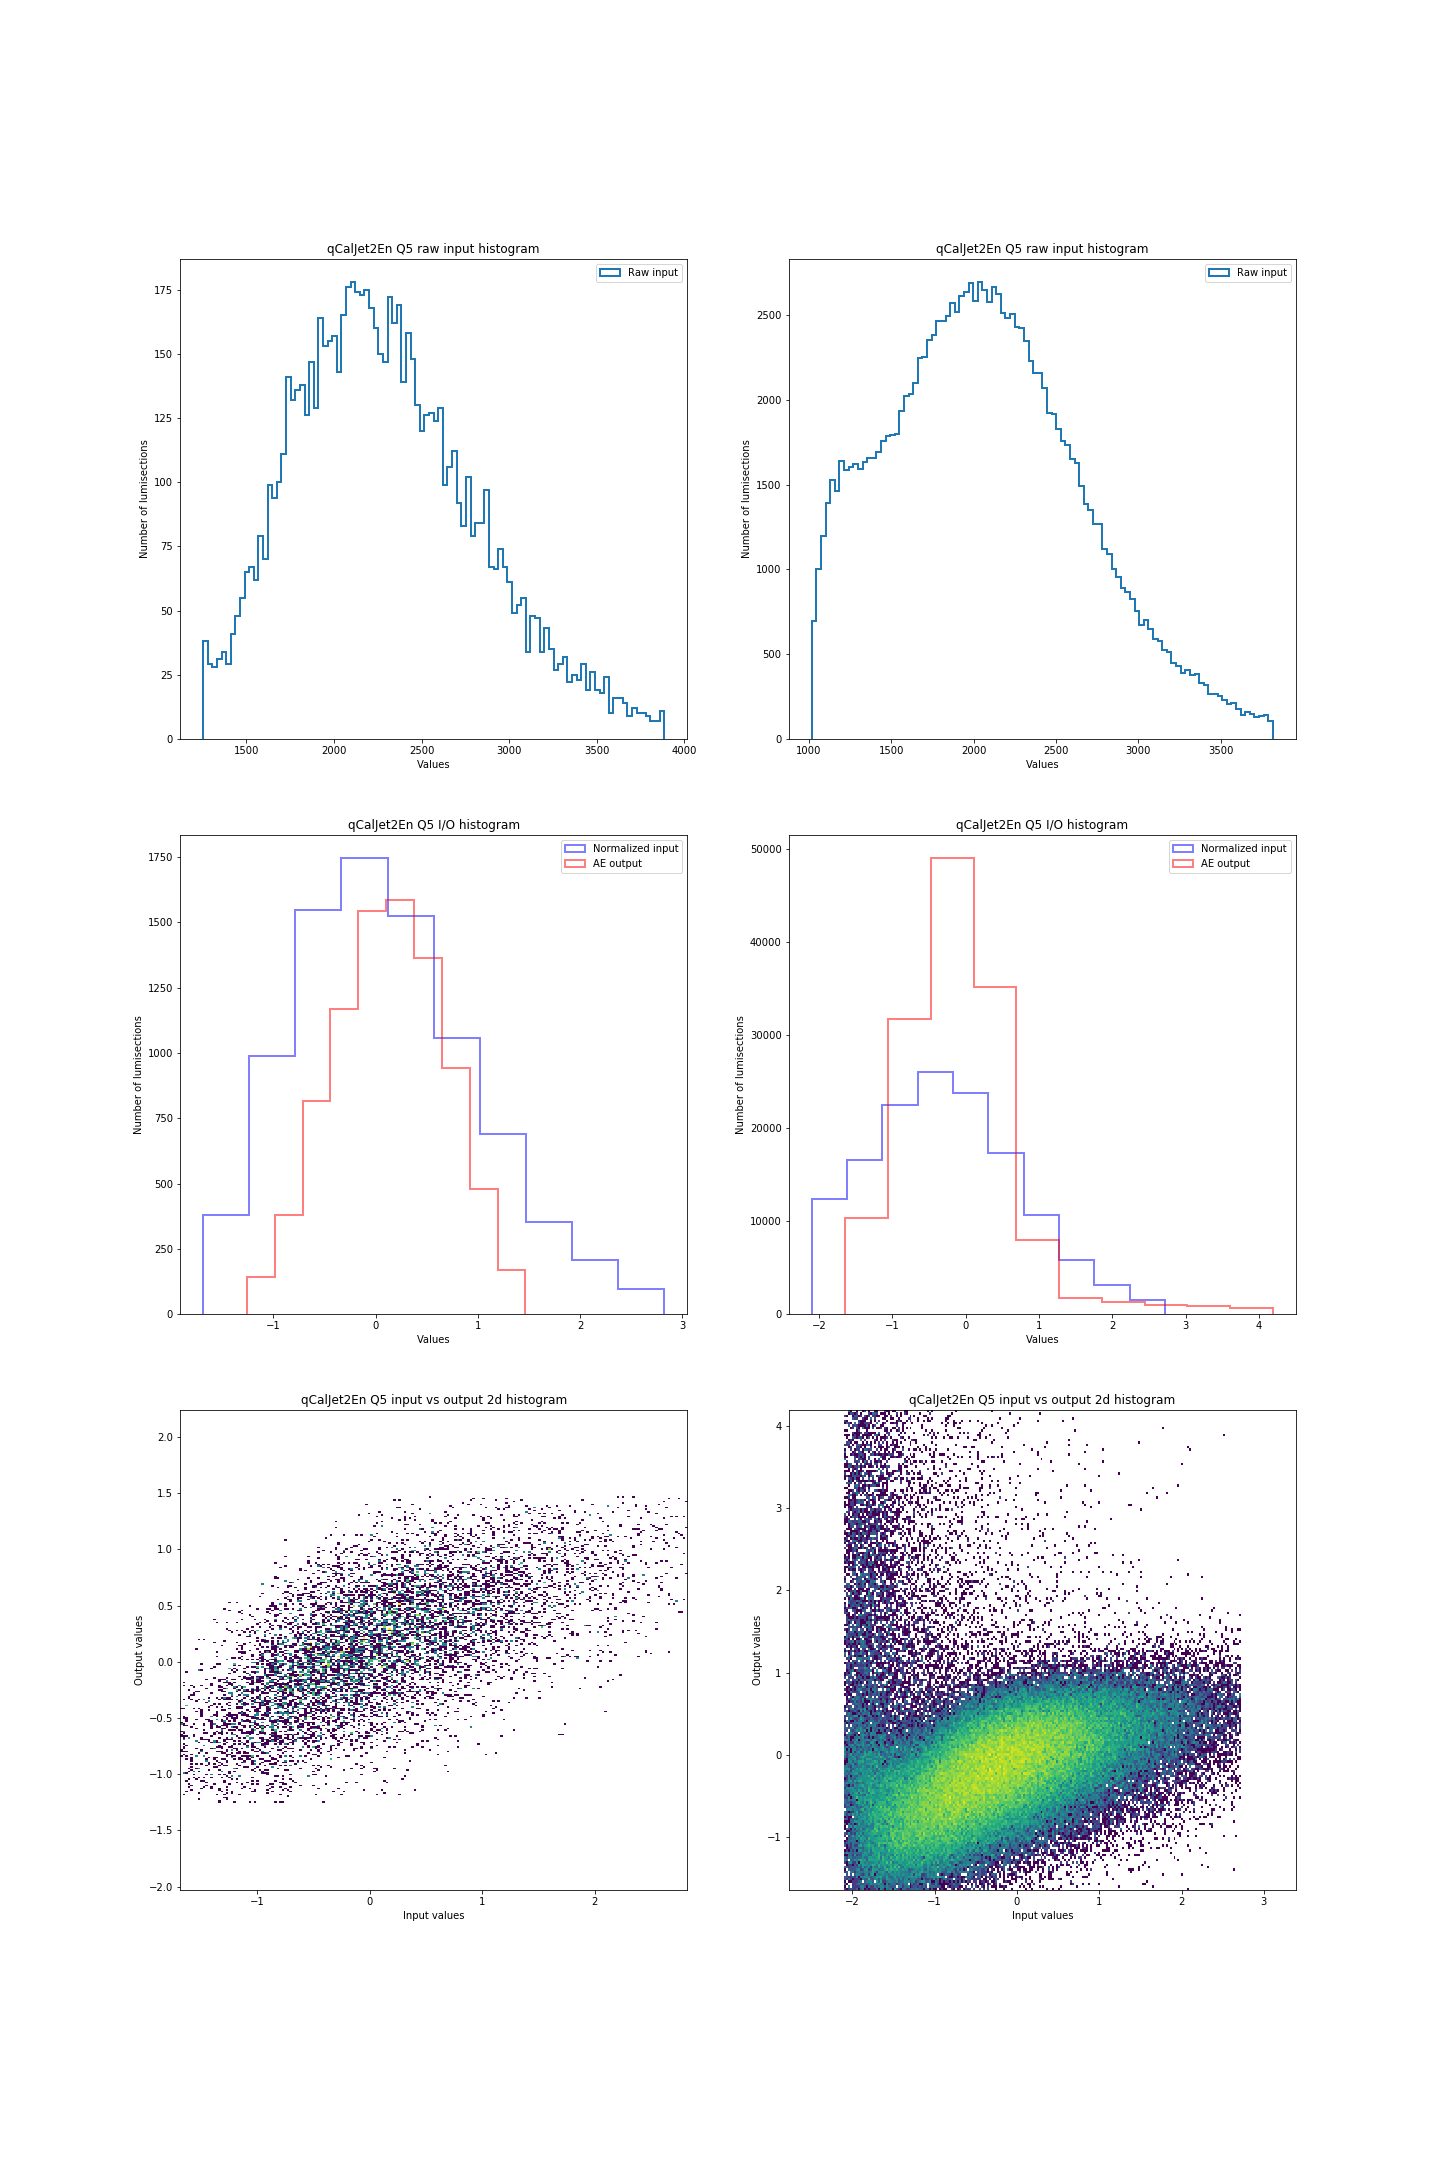 qCalJet2En Q5 raw input histogram
Raw input
175
150
125
100
75
50
25
0
Number of lumisections
1500 2000 2500 3000 3500 4000
Values
qCalJet2En Q5 raw input histogram
Raw input
2500
2000
1500
1000
500
0
Number of lumisections
1000 1500 2000 2500 3000 3500
Values
qCalJet2En Q5 I/O histogram
Normalized input
AE output
1750
1500
1250
1000
750
500
250
0
Number of lumisections
−1 0 1 2 3
Values
qCalJet2En Q5 I/O histogram
Normalized input
AE output
50000
40000
30000
20000
10000
0
Number of lumisections
−2 −1 0 1 2 3 4
Values
qCalJet2En Q5 input vs output 2d histogram
2.0
1.5
1.0
0.5
0.0
−0.5
−1.0
−1.5
−2.0
Output values
−1 0 1 2
Input values
qCalJet2En Q5 input vs output 2d histogram
4
3
2
1
0
−1
Output values
−2 −1 0 1 2 3
Input values